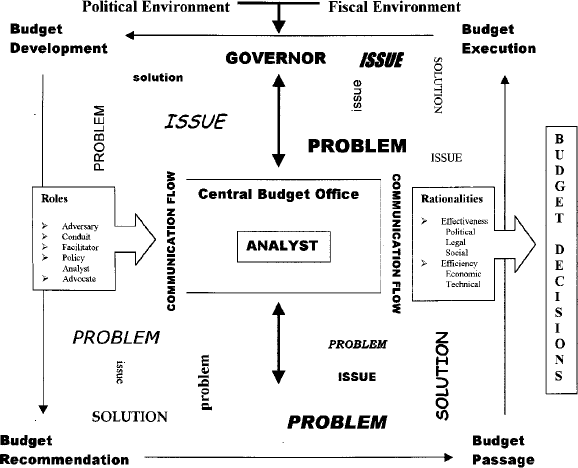 Political Environment
Fiscal Environment
Budget
Development
Budget
Execution
GOVERNOR
ISSUE
solution
issue
SOLUTION
PROBLEM
ISSUE
PROBLEM
ISSUE
Roles
Adversary
Conduit
Facilitator
Policy
Analyst
Advocate
COMMUNICATION FLOW
Central Budget Office
ANALYST
COMMUNICATION FLOW
Rationalities
Effectiveness
Political
Legal
Social
Efficiency
Economic
Technical
BUDGET DECISIONS
PROBLEM
issue
problem
PROBLEM
ISSUE
SOLUTION
SOLUTION
PROBLEM
Budget
Recommendation
Budget
Passage